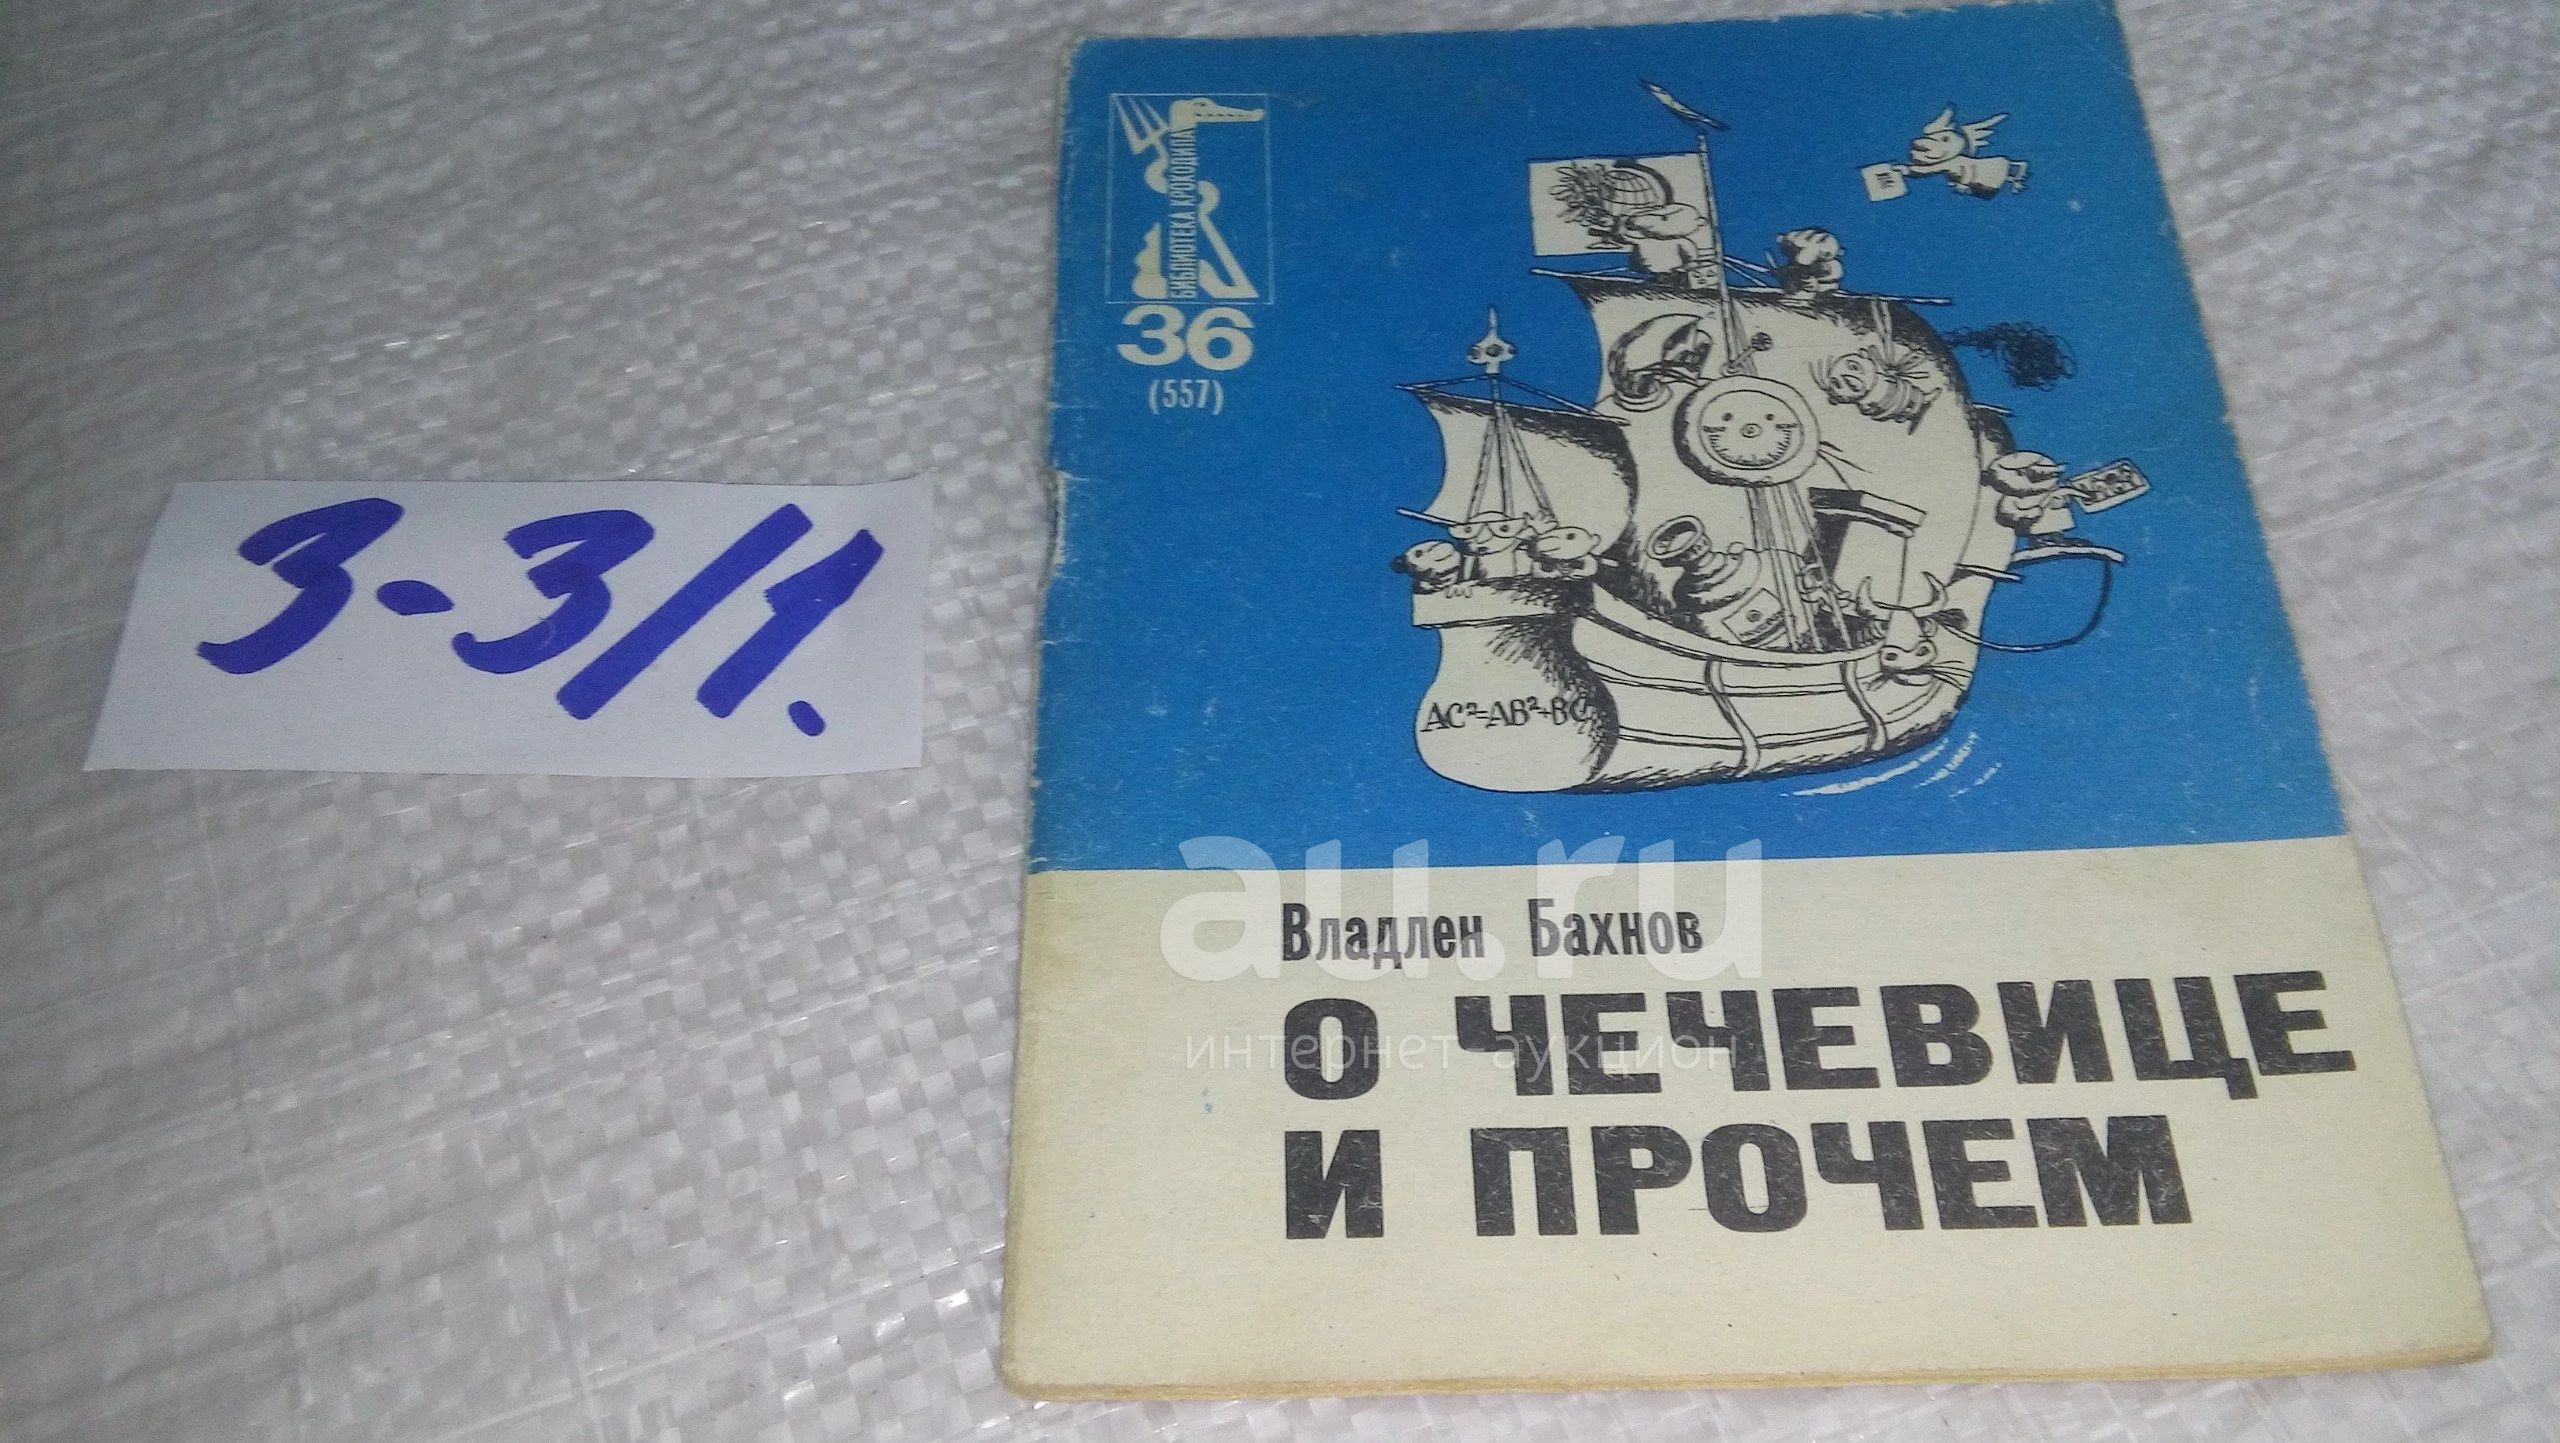 3-3/1.
БИБЛИОТЕКА КРОКОДИЛА
36
(557)
AC²=AB²+BC
Владлен Бахнов
О ЧЕЧЕВИЦЕ
И ПРОЧЕМ
au.ru
интернет-аукцион